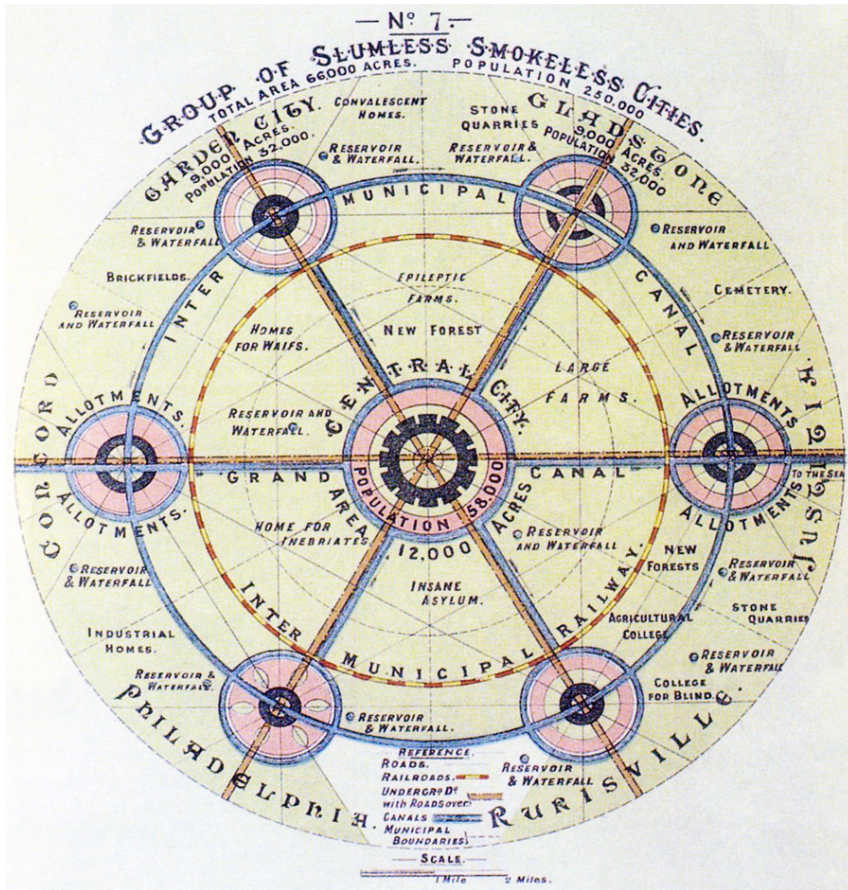 — Nº 7. —
GROUP OF SLUMLESS SMOKELESS CITIES.
TOTAL AREA 66,000 ACRES. POPULATION 250,000
GARDEN CITY.
9,000 ACRES.
POPULATION 32,000.
CONVALESCENT
HOMES.
STONE
QUARRIES
GLADSTONE
9,000 ACRES.
POPULATION
32,000
RESERVOIR
& WATERFALL.
RESERVOIR &
WATERFALL.
INTER MUNICIPAL CANAL
RESERVOIR
& WATERFALL
RESERVOIR
AND WATERFALL
BRICKFIELDS.
EPILEPTIC
FARMS.
CEMETERY.
RESERVOIR
AND WATERFALL
HOMES
FOR WAIFS.
NEW FOREST
RESERVOIR
& WATERFALL
LARGE
FARMS.
CENTRAL CITY.
CONCORD
ALLOTMENTS.
RESERVOIR AND
WATERFALL.
ALLOTMENTS
JUSTITIA
GRAND CANAL
TO THE SEA
ALLOTMENTS.
POPULATION 58,000
ALLOTMENTS
AREA 12,000 ACRES
HOME FOR
INEBRIATES.
RESERVOIR
AND WATERFALL
NEW
FORESTS
RESERVOIR
& WATERFALL
RESERVOIR
& WATERFALL
INSANE
ASYLUM.
STONE
QUARRIES
INTER MUNICIPAL RAILWAY.
AGRICULTURAL
COLLEGE
INDUSTRIAL
HOMES.
RESERVOIR
& WATERFALL
RESERVOIR &
WATERFALL.
COLLEGE
FOR BLIND.
RESERVOIR
& WATERFALL.
PHILADELPHIA.
RURISVILLE
RESERVOIR
& WATERFALL
REFERENCE.
ROADS.
RAILROADS.
UNDERGRD Dº
with ROADS over
CANALS
MUNICIPAL
BOUNDARIES
— SCALE. —
1 Mile 2 Miles.